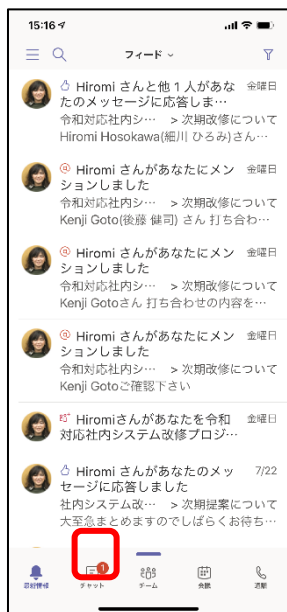 15:16
フィード
Hiromi さんと他 1 人があな 金曜日
たのメッセージに応答しま…
令和対応社内シ… > 次期改修について
Hiromi Hosokawa(細川 ひろみ)さん…
@ Hiromi さんがあなたにメン 金曜日
ションしました
令和対応社内シ… > 次期改修について
Kenji Goto(後藤 健司) さん 打ち合わ…
@ Hiromi さんがあなたにメン 金曜日
ションしました
令和対応社内シ… > 次期改修について
Kenji Gotoさん 打ち合わせの内容を…
@ Hiromi さんがあなたにメン 金曜日
ションしました
令和対応社内シ… > 次期改修について
Kenji Gotoご確認下さい
Hiromiさんがあなたを令和 金曜日
対応社内システム改修プロジ…
Hiromi さんがあなたのメッ 7/22
セージに応答しました
社内システム改… > 次期提案について
大至急まとめますのでしばらくお待ち…
1
最新情報 チャット チーム 会議 通話